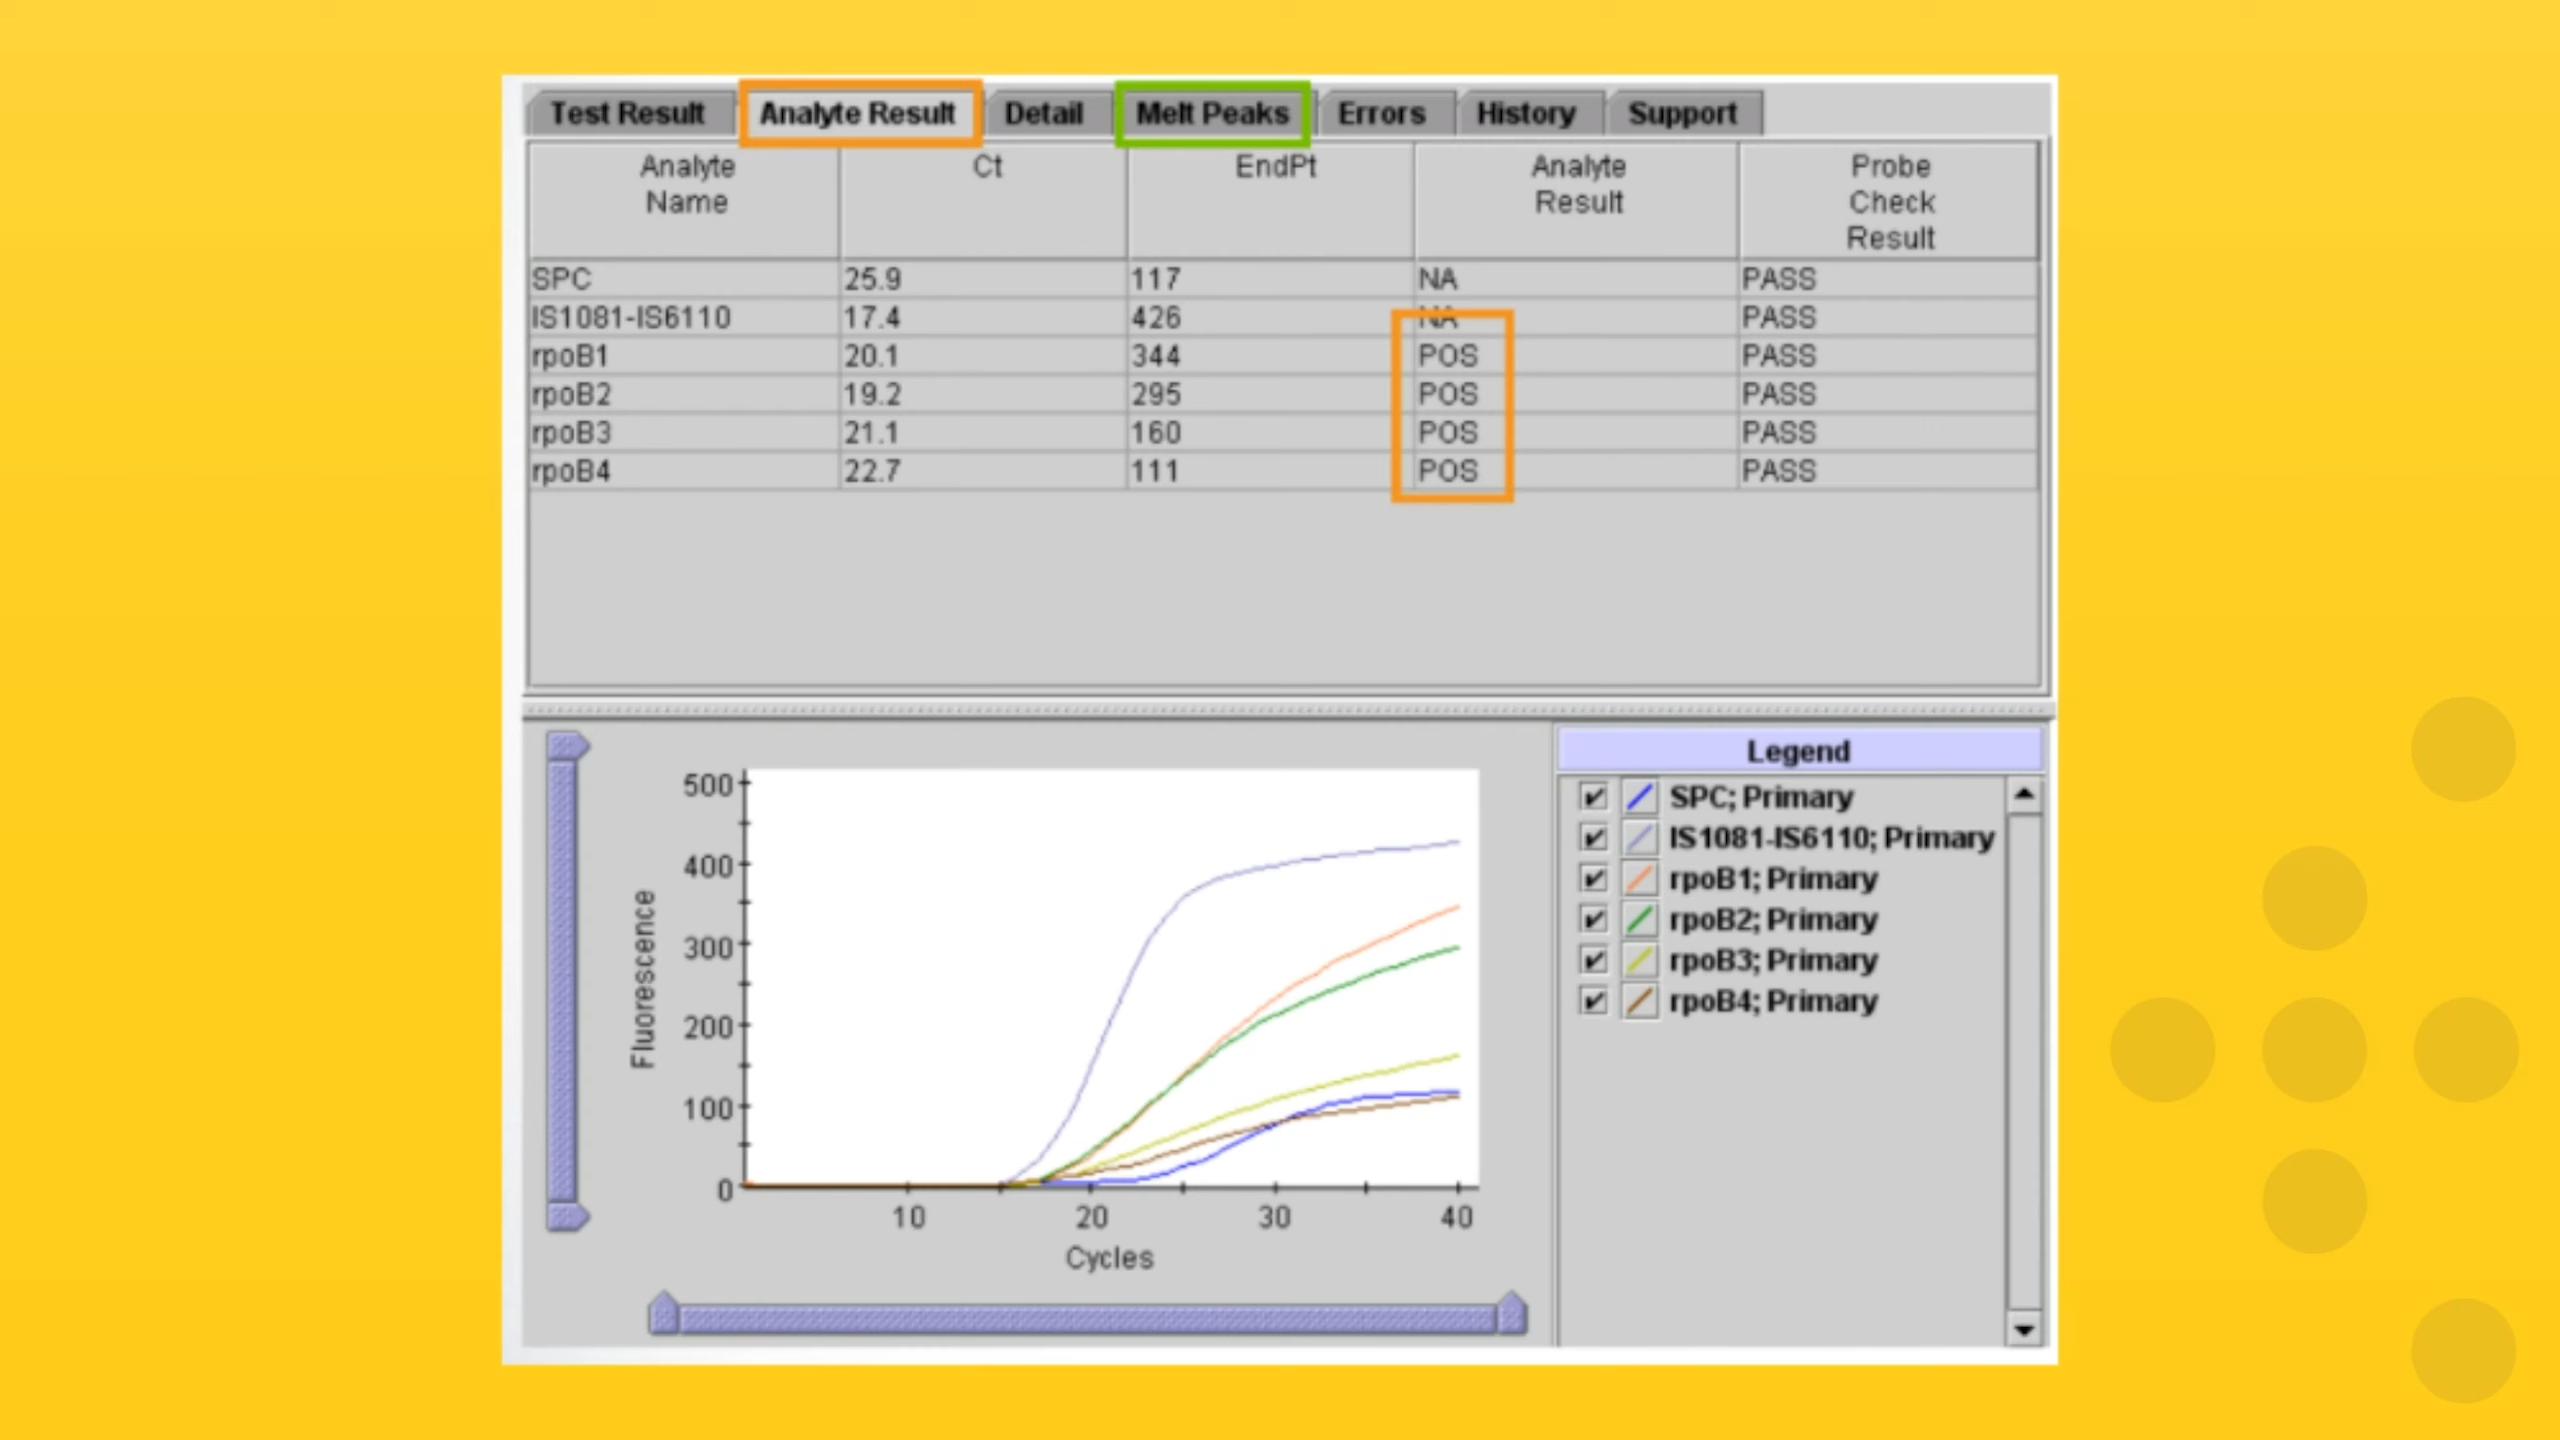 Test Result Analyte Result Detail Melt Peaks Errors History Support
Analyte Name Ct EndPt Analyte Result Probe Check Result
SPC 25.9 117 NA PASS
IS1081-IS6110 17.4 426 NA PASS
rpoB1 20.1 344 POS PASS
rpoB2 19.2 295 POS PASS
rpoB3 21.1 160 POS PASS
rpoB4 22.7 111 POS PASS
500
400
300
200
100
0
Fluorescence
10 20 30 40
Cycles
Legend
SPC; Primary
IS1081-IS6110; Primary
rpoB1; Primary
rpoB2; Primary
rpoB3; Primary
rpoB4; Primary